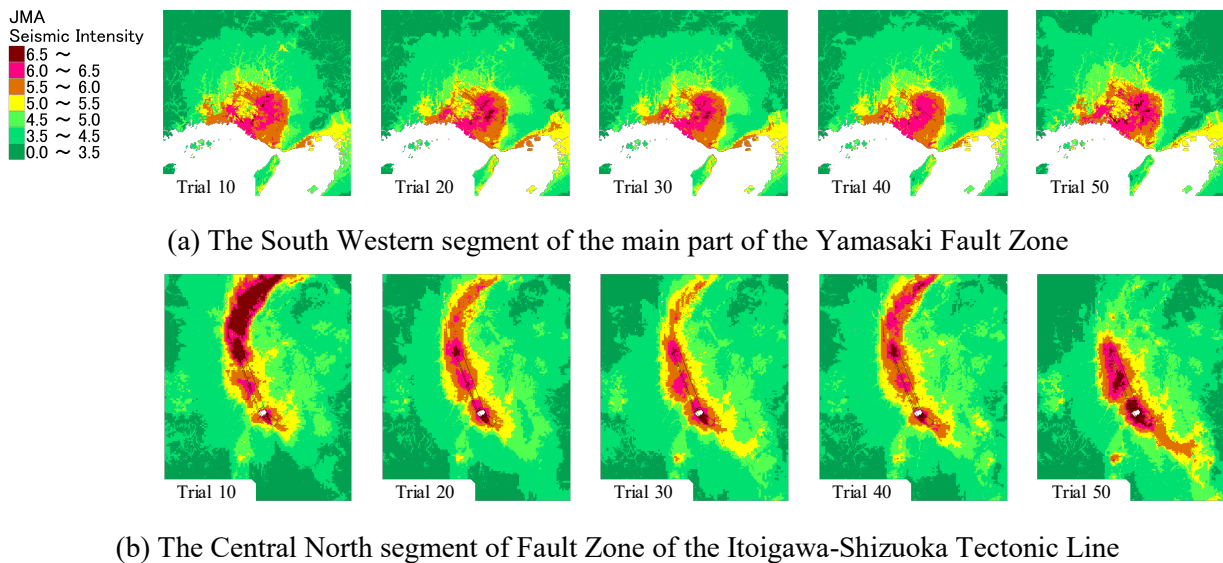 JMA
Seismic Intensity
6.5 ～
6.0 ～ 6.5
5.5 ～ 6.0
5.0 ～ 5.5
4.5 ～ 5.0
3.5 ～ 4.5
0.0 ～ 3.5
Trial 10
Trial 20
Trial 30
Trial 40
Trial 50
(a) The South Western segment of the main part of the Yamasaki Fault Zone
Trial 10
Trial 20
Trial 30
Trial 40
Trial 50
(b) The Central North segment of Fault Zone of the Itoigawa-Shizuoka Tectonic Line